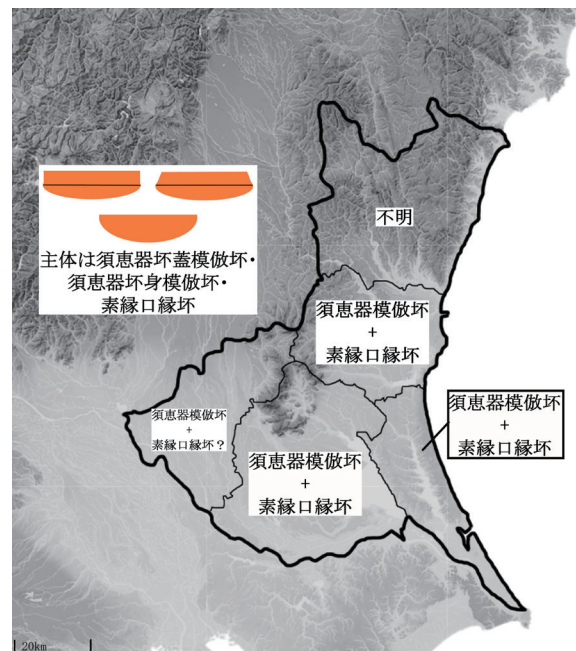 主体は須恵器坏蓋模倣坏・
須恵器坏身模倣坏・
素縁口縁坏
不明
須恵器模倣坏
+
素縁口縁坏
須恵器模倣坏
+
素縁口縁坏
須恵器模倣坏
+
素縁口縁坏？
須恵器模倣坏
+
素縁口縁坏
20km